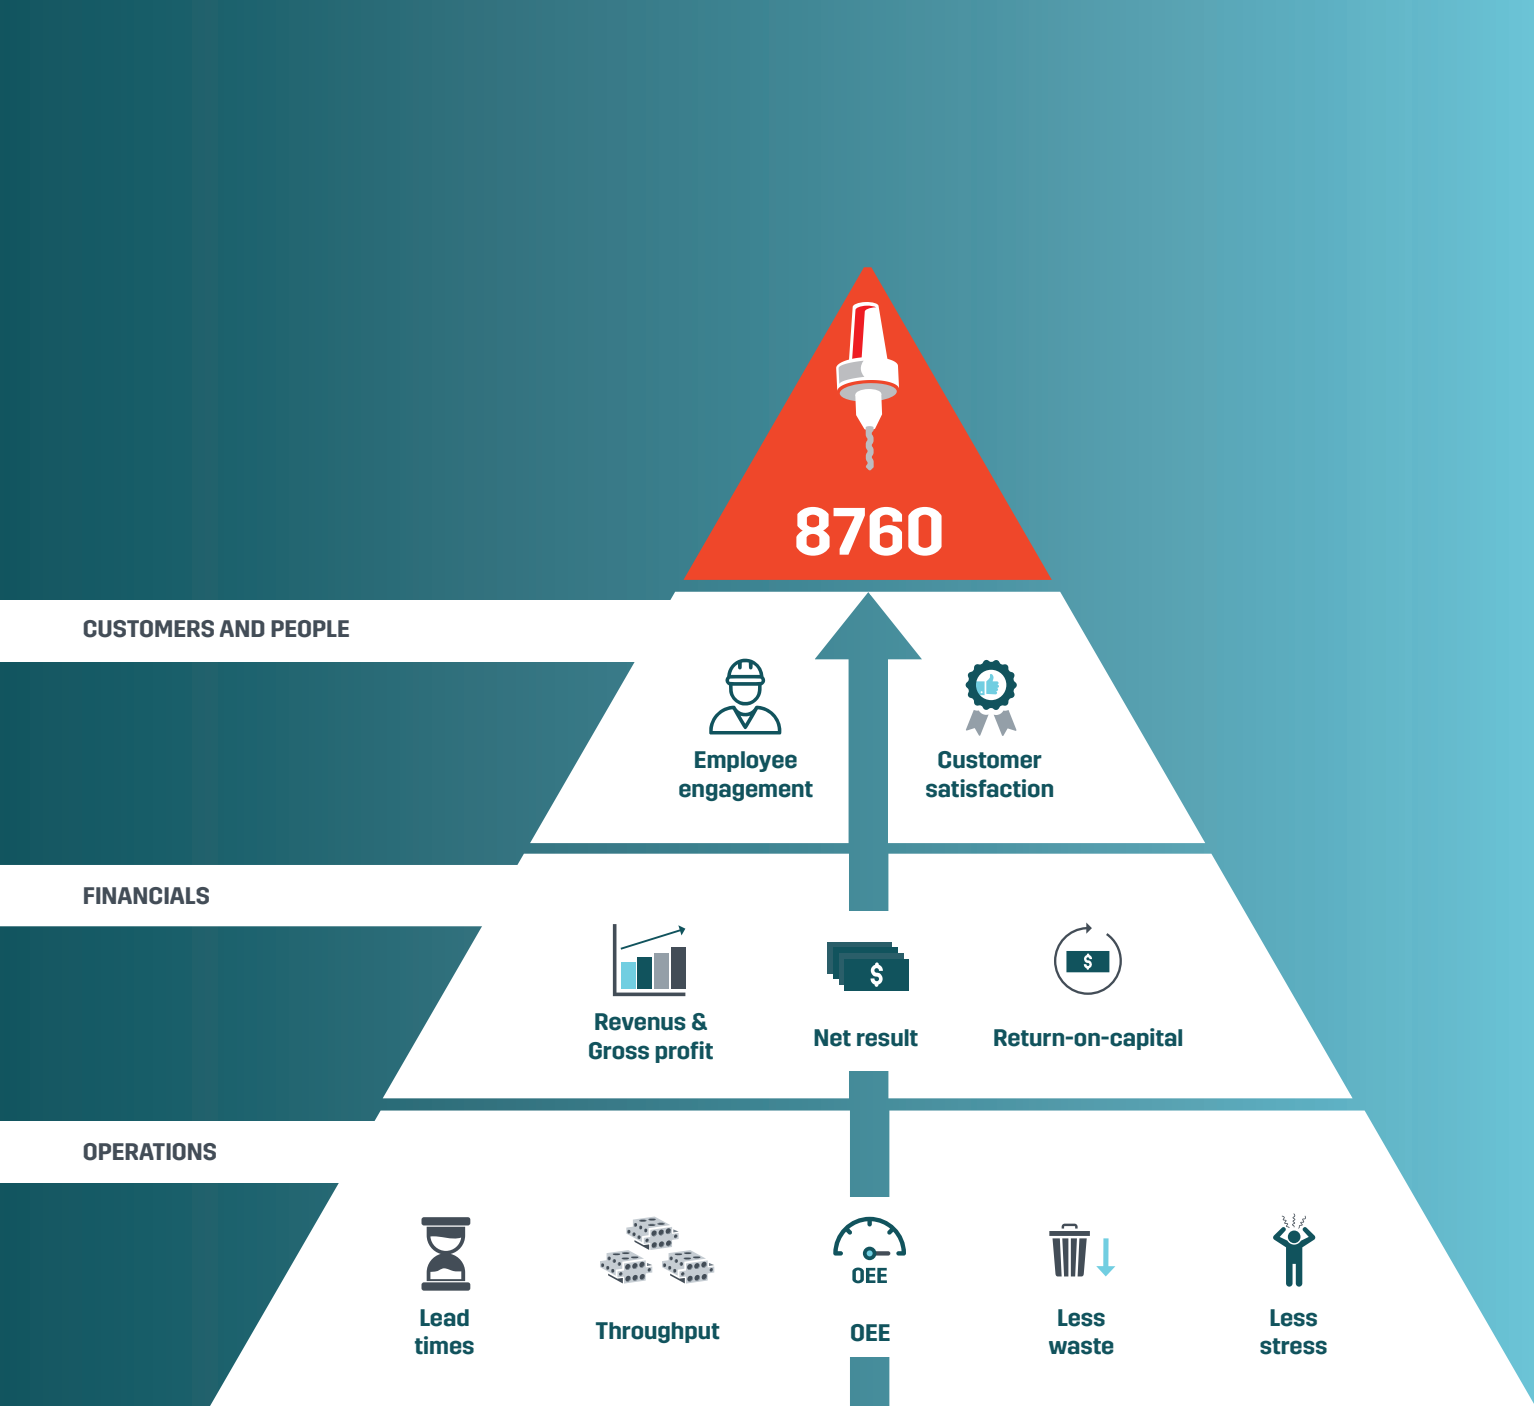 8760
CUSTOMERS AND PEOPLE
Employee
engagement
Customer
satisfaction
FINANCIALS
$
$
Revenus &
Gross profit
Net result
Return-on-capital
OPERATIONS
OEE
Lead
times
Throughput
OEE
Less
waste
Less
stress